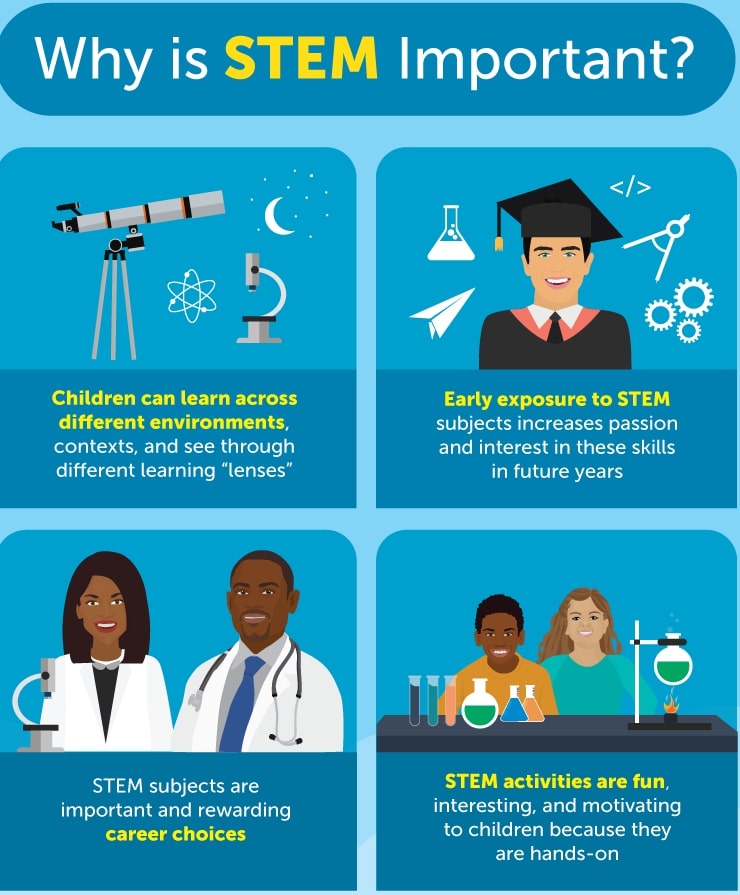 Why is STEM Important?
</>
Children can learn across
different environments,
contexts, and see through
different learning “lenses”
Early exposure to STEM
subjects increases passion
and interest in these skills
in future years
STEM subjects are
important and rewarding
career choices
STEM activities are fun,
interesting, and motivating
to children because they
are hands-on